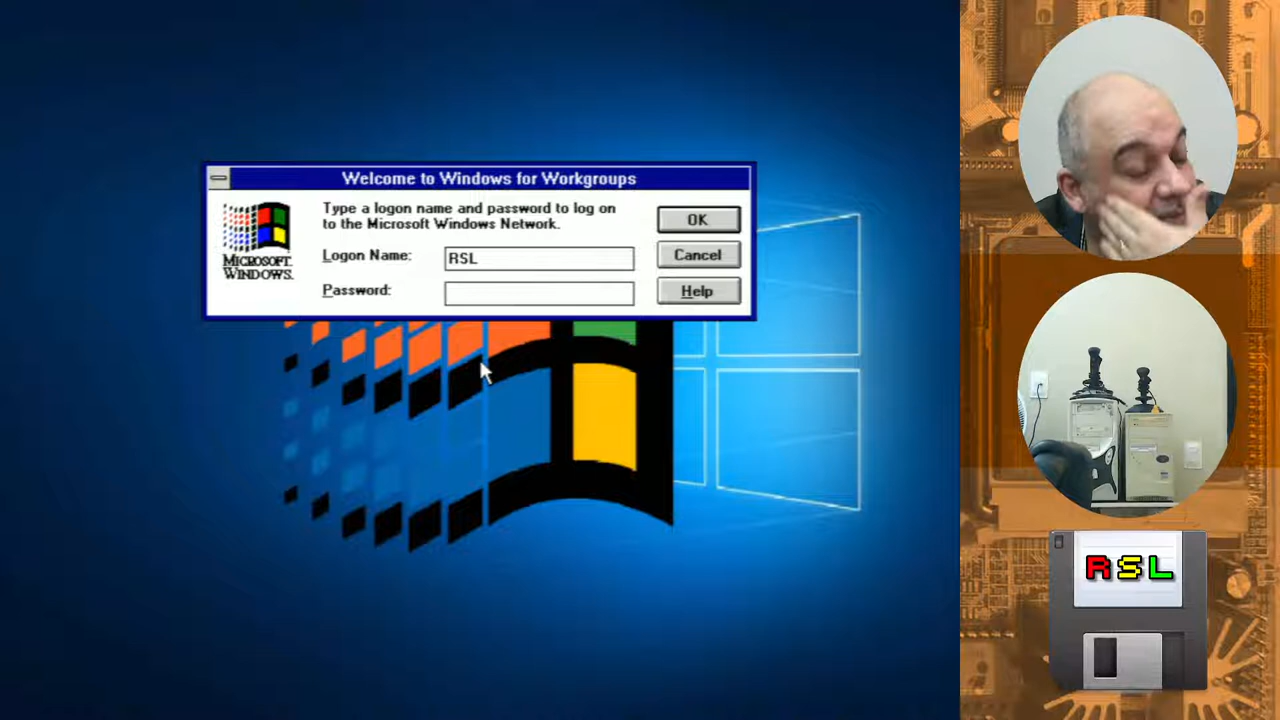 Welcome to Windows for Workgroups
Type a logon name and password to log on
to the Microsoft Windows Network.
OK
Logon Name:
RSL
Cancel
MICROSOFT.
WINDOWS.
Password:
Help
RSL